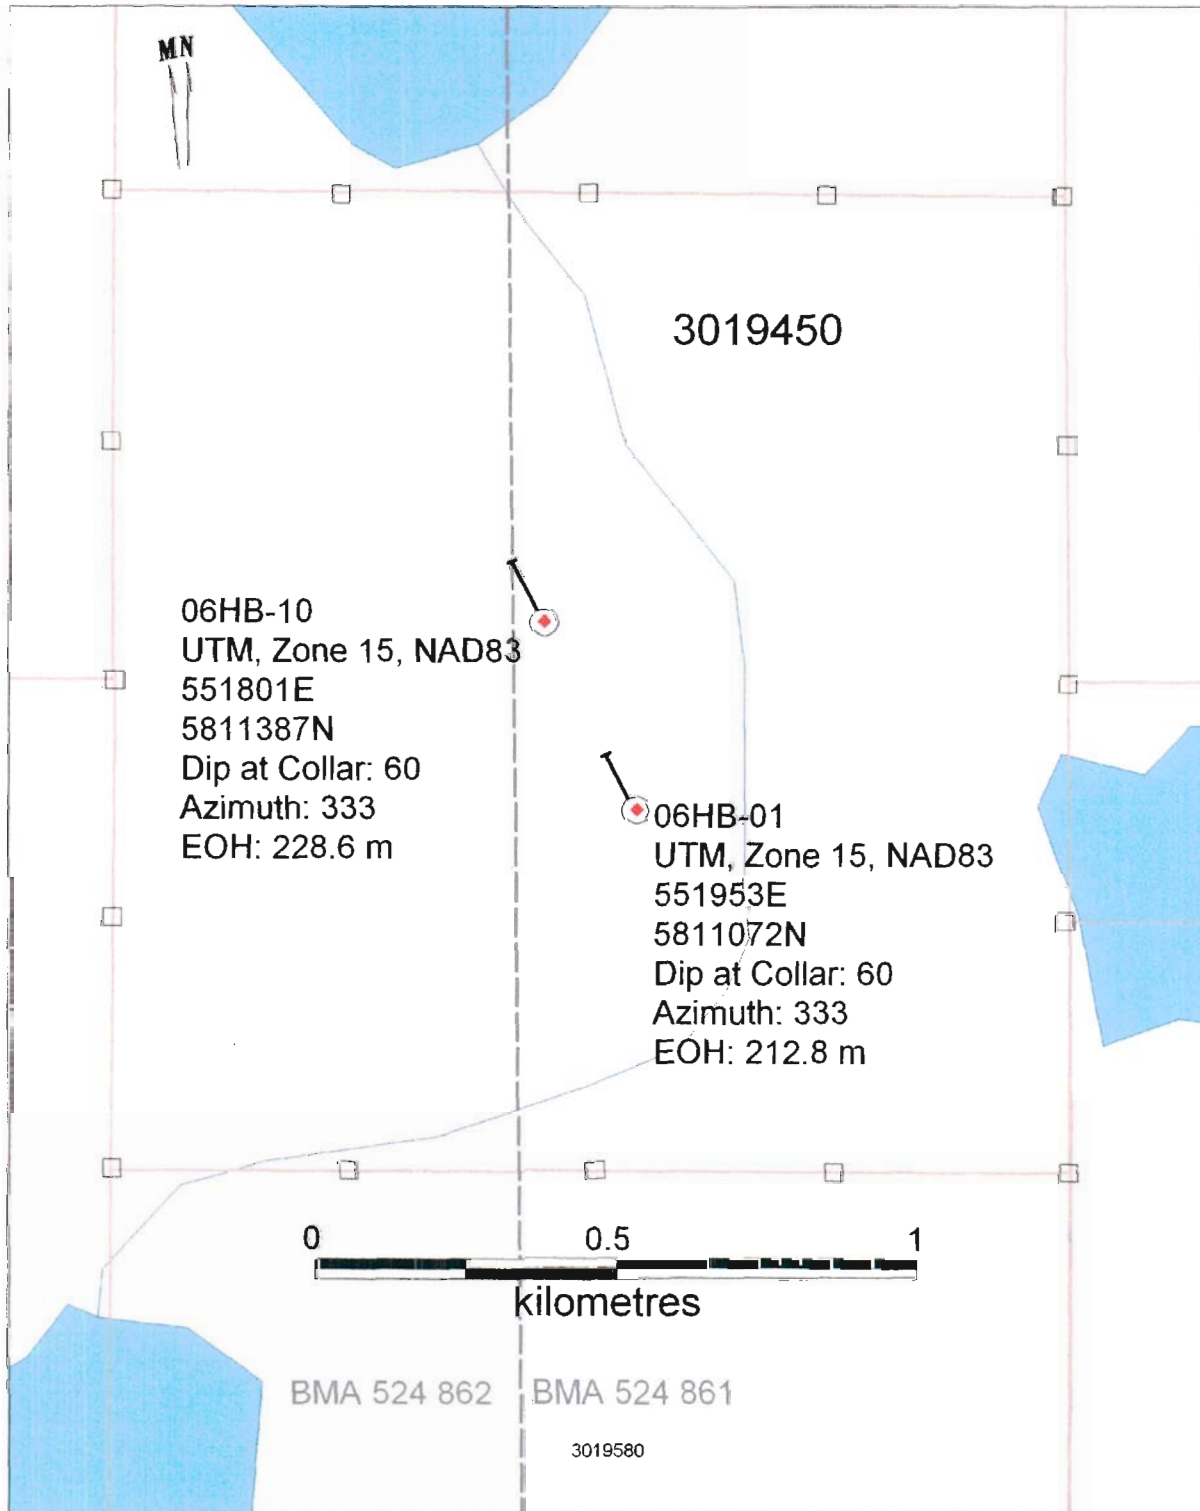 MN
3019450
06HB-10
UTM, Zone 15, NAD83
551801E
5811387N
Dip at Collar: 60
Azimuth: 333
EOH: 228.6 m
06HB-01
UTM, Zone 15, NAD83
551953E
5811072N
Dip at Collar: 60
Azimuth: 333
EOH: 212.8 m
0 0.5 1
kilometres
BMA 524 862 BMA 524 861
3019580